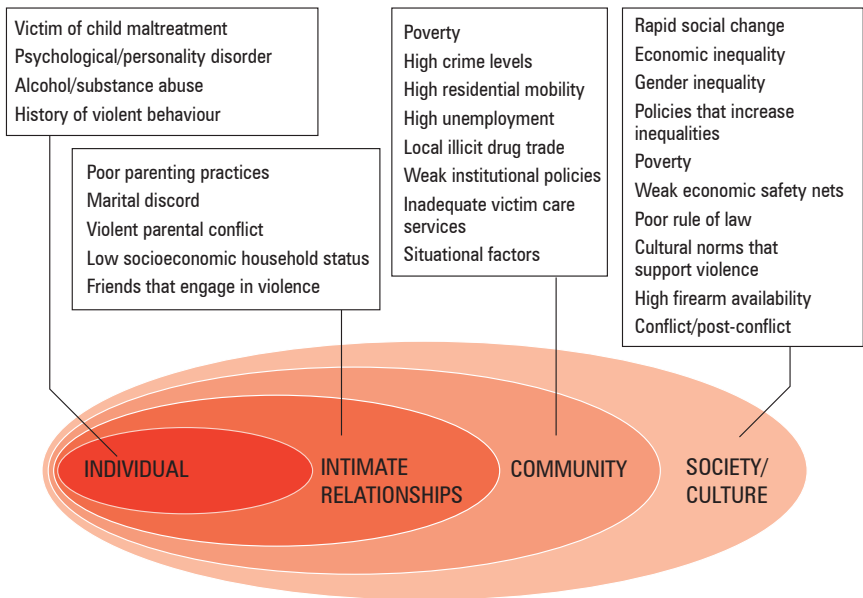 Victim of child maltreatment
Psychological/personality disorder
Alcohol/substance abuse
History of violent behaviour
Poor parenting practices
Marital discord
Violent parental conflict
Low socioeconomic household status
Friends that engage in violence
Poverty
High crime levels
High residential mobility
High unemployment
Local illicit drug trade
Weak institutional policies
Inadequate victim care
services
Situational factors
Rapid social change
Economic inequality
Gender inequality
Policies that increase
inequalities
Poverty
Weak economic safety nets
Poor rule of law
Cultural norms that
support violence
High firearm availability
Conflict/post-conflict
INDIVIDUAL
INTIMATE
RELATIONSHIPS
COMMUNITY
SOCIETY/
CULTURE